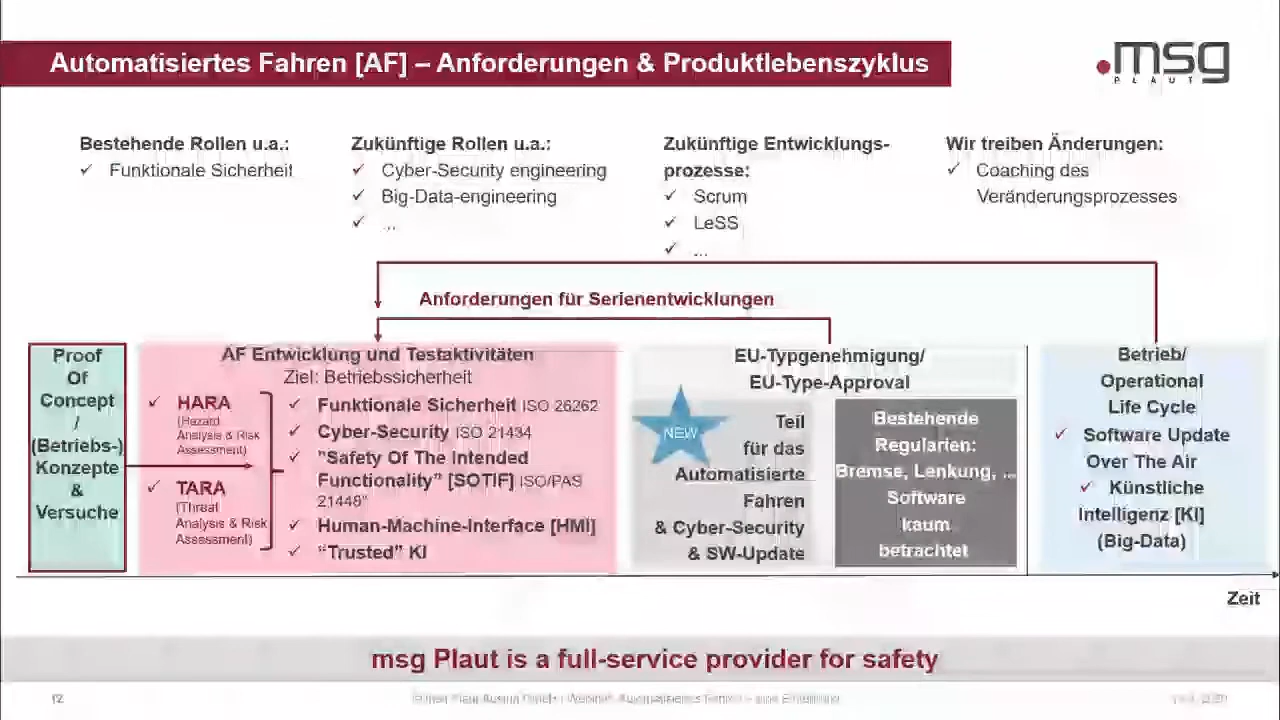 Automatisiertes Fahren [AF] – Anforderungen & Produktlebenszyklus
.msg
PLAUT
Bestehende Rollen u.a.:
✓ Funktionale Sicherheit
Zukünftige Rollen u.a.:
✓ Cyber-Security engineering
✓ Big-Data-engineering
✓ ...
Zukünftige Entwicklungs-
prozesse:
✓ Scrum
✓ LeSS
✓ ...
Wir treiben Änderungen:
✓ Coaching des
Veränderungsprozesses
Anforderungen für Serienentwicklungen
Proof
Of
Concept
/
(Betriebs-)
Konzepte
&
Versuche
AF Entwicklung und Testaktivitäten
Ziel: Betriebssicherheit
✓ HARA
(Hazard
Analysis & Risk
Assessment)
✓ TARA
(Threat
Analysis & Risk
Assessment)
✓ Funktionale Sicherheit ISO 26262
✓ Cyber-Security ISO 21434
✓ "Safety Of The Intended
Functionality" [SOTIF] ISO/PAS
21448"
✓ Human-Machine-Interface [HMI]
✓ "Trusted" KI
EU-Typgenehmigung/
EU-Type-Approval
NEW
Teil
für das
Automatisierte
Fahren
& Cyber-Security
& SW-Update
Bestehende
Regularien:
Bremse, Lenkung, ...
Software
kaum
betrachtet
Betrieb/
Operational
Life Cycle
✓ Software Update
Over The Air
✓ Künstliche
Intelligenz [KI]
(Big-Data)
Zeit
msg Plaut is a full-service provider for safety
12